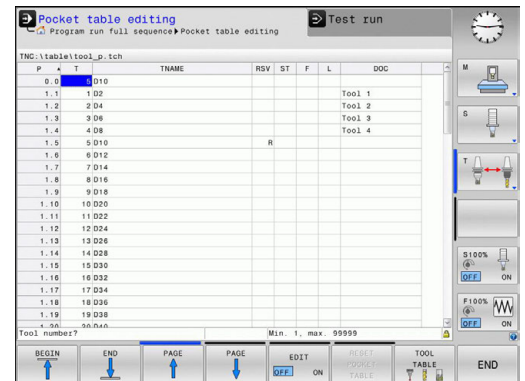 Pocket table editing
Program run full sequence▶Pocket table editing
Test run
TNC:\table\tool_p.tch
P T TNAME RSV ST F L DOC
0.0 5 D10
1.1 1 D2 Tool 1
1.2 2 D4 Tool 2
1.3 3 D6 Tool 3
1.4 4 D8 Tool 4
1.5 5 D10 R
1.6 6 D12
1.7 7 D14
1.8 8 D16
1.9 9 D18
1.10 10 D20
1.11 11 D22
1.12 12 D24
1.13 13 D26
1.14 14 D28
1.15 15 D30
1.16 16 D32
1.17 17 D34
1.18 18 D36
1.19 19 D38
1.20 20 D40
Tool number? Min. 1, max. 99999
M
S
T
S100%
OFF ON
F100%
OFF ON
BEGIN
END
PAGE
PAGE
EDIT
OFF ON
RESET
POCKET
TABLE
TOOL
TABLE
END